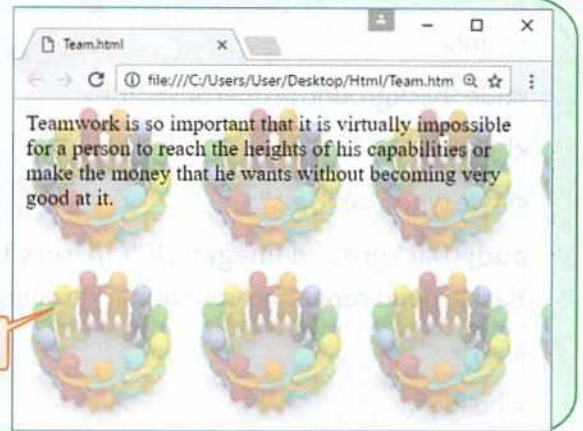 Team.html
file:///C:/Users/User/Desktop/Html/Team.htm
Teamwork is so important that it is virtually impossible
for a person to reach the heights of his capabilities or
make the money that he wants without becoming very
good at it.